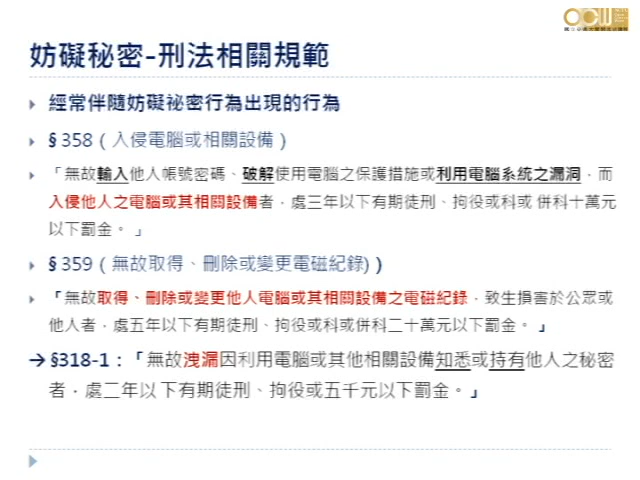 妨礙秘密-刑法相關規範
經常伴隨妨礙祕密行為出現的行為
§358（入侵電腦或相關設備）
「無故輸入他人帳號密碼、破解使用電腦之保護措施或利用電腦系統之漏洞，而
入侵他人之電腦或其相關設備者，處三年以下有期徒刑、拘役或科或 併科十萬元
以下罰金。」
§359（無故取得、刪除或變更電磁紀錄)）
「無故取得、刪除或變更他人電腦或其相關設備之電磁紀錄，致生損害於公眾或
他人者，處五年以下有期徒刑、拘役或科或併科二十萬元以下罰金。」
→§318-1：「無故洩漏因利用電腦或其他相關設備知悉或持有他人之秘密
者，處二年以下有期徒刑、拘役或五千元以下罰金。」